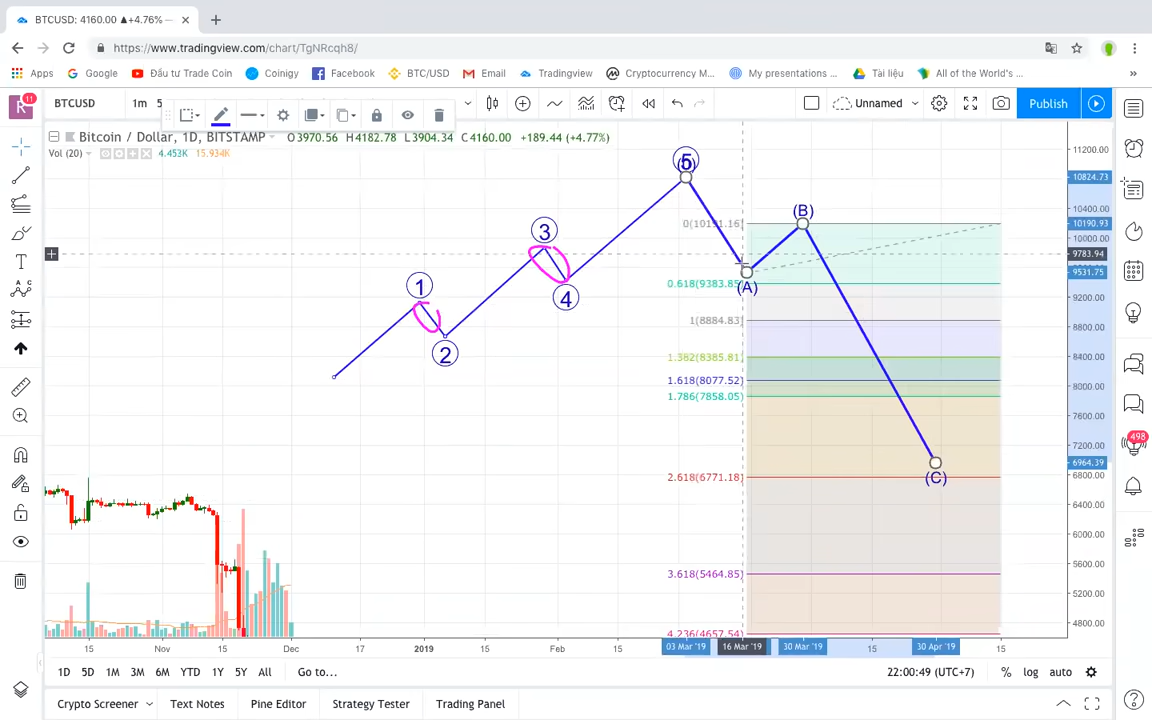 BTCUSD: 4160.00 ▲+4.76% —
https://www.tradingview.com/chart/TgNRcqh8/
Apps Google Đầu tư Trade Coin Coinigy Facebook BTC/USD Email Tradingview Cryptocurrency M... My presentations ... Tài liệu All of the World's ... »
R 11 BTCUSD 1m 5 Unnamed Publish
Bitcoin / Dollar, 1D, BITSTAMP O3970.56 H4182.78 L3904.34 C4160.00 +189.44 (+4.77%)
Vol (20) 4.453K 15.934K
11200.00
10824.73
10400.00
10190.93
10000.00
9783.94
9531.75
9200.00
8800.00
8400.00
8000.00
7600.00
7200.00
6964.39
6800.00
6400.00
6000.00
5600.00
5200.00
4800.00
5
(B)
3
1
(A)
4
2
(C)
0(10191.16)
0.618(9383.85)
1(8884.83)
1.382(8385.81)
1.618(8077.52)
1.786(7858.05)
2.618(6771.18)
3.618(5464.85)
4.236(4657.54)
498
15 Nov 15 Dec 17 2019 15 Feb 15 03 Mar '19 16 Mar '19 30 Mar '19 15 30 Apr '19 15
1D 5D 1M 3M 6M YTD 1Y 5Y All Go to... 22:00:49 (UTC+7) % log auto
Crypto Screener Text Notes Pine Editor Strategy Tester Trading Panel